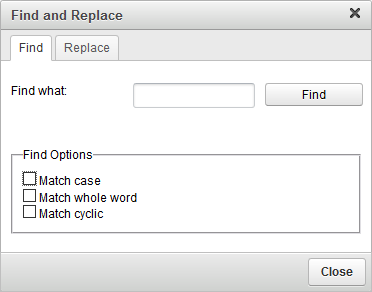 Find and Replace
Find Replace
Find what: Find
Find Options
Match case
Match whole word
Match cyclic
Close